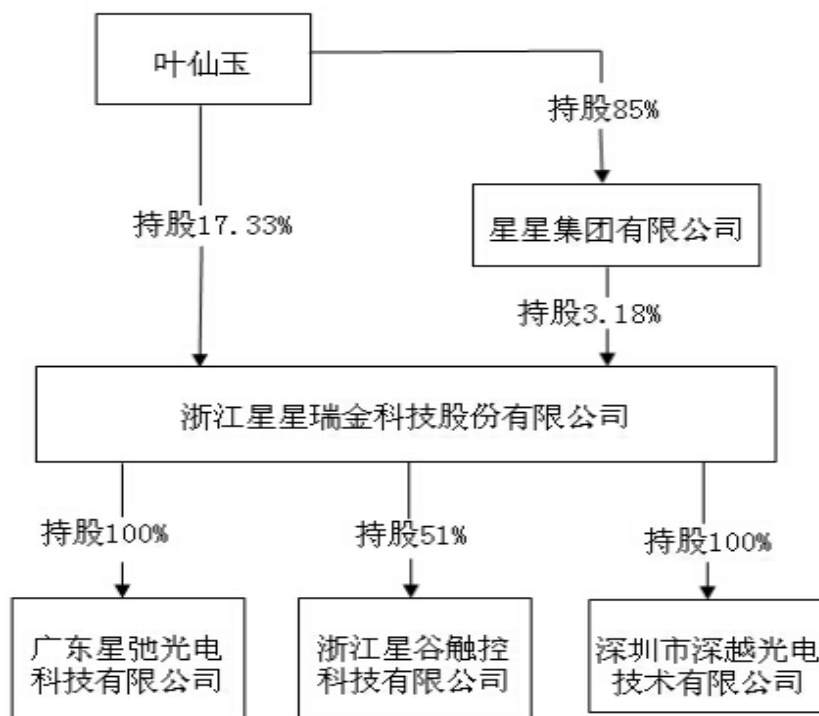 叶仙玉
持股85%
持股17.33%
星星集团有限公司
持股3.18%
浙江星星瑞金科技股份有限公司
持股100%
持股51%
持股100%
广东星弛光电
科技有限公司
浙江星谷触控
科技有限公司
深圳市深越光电
技术有限公司